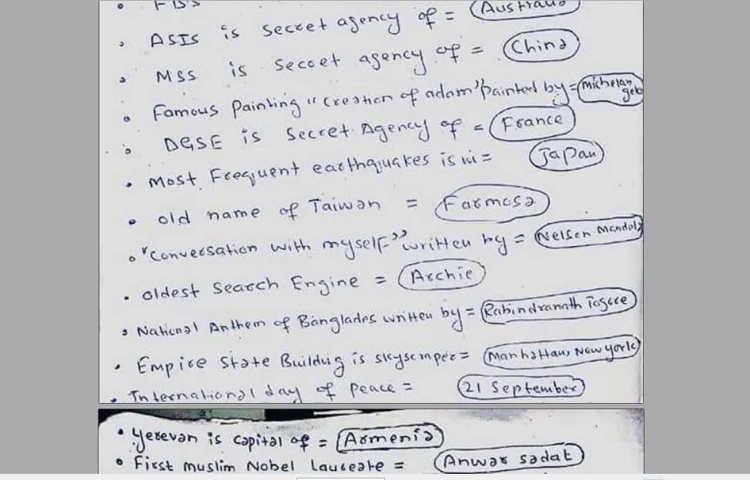 ASIS is secret agency of = Australia
MSS is secret agency of = China
Famous painting "Creation of adam" painted by = Michelangelo
DGSE is Secret Agency of = France
Most Frequent earthquakes is in = Japan
old name of Taiwan = Farmosa
"Conversation with myself" written by = Nelson Mandela
oldest Search Engine = Archie
National Anthem of Banglades written by = Rabindranath Tagore
Empire State Building is skyscraper = Manhattan, New york
International day of peace = 21 September
Yerevan is capital of = Armenia
First muslim Nobel Laureate = Anwar sadat